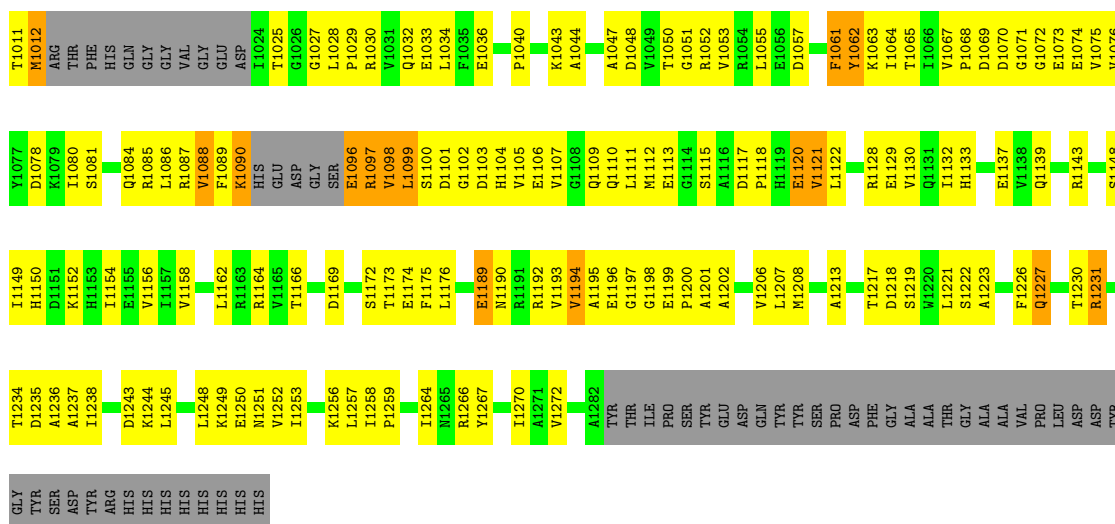 T1011 M1012 ARG THR PHE HIS GLN GLY GLY VAL GLY GLU ASP I1024 T1025 G1026 G1027 L1028 P1029 R1030 V1031 Q1032 E1033 L1034 F1035 E1036 P1040 K1043 A1044 A1047 D1048 V1049 T1050 G1051 R1052 V1053 R1054 L1055 E1056 D1057 F1061 Y1062 K1063 I1064 T1065 I1066 V1067 P1068 D1069 D1070 G1071 G1072 E1073 E1074 V1075 V1076
Y1077 D1078 K1079 I1080 S1081 Q1084 R1085 L1086 R1087 V1088 F1089 K1090 HIS GLU ASP GLY SER E1096 R1097 V1098 L1099 S1100 D1101 G1102 D1103 H1104 V1105 E1106 V1107 G1108 Q1109 Q1110 L1111 M1112 E1113 G1114 S1115 A1116 D1117 P1118 H1119 E1120 V1121 L1122 R1128 E1129 V1130 Q1131 I1132 H1133 E1137 V1138 Q1139 R1143 S1148
I1149 H1150 D1151 K1152 H1153 I1154 E1155 V1156 I1157 V1158 L1162 R1163 R1164 V1165 T1166 D1169 S1172 T1173 E1174 F1175 L1176 E1189 N1190 R1191 R1192 V1193 V1194 A1195 E1196 G1197 G1198 E1199 P1200 A1201 A1202 V1206 L1207 M1208 A1213 T1217 D1218 S1219 W1220 L1221 S1222 A1223 F1226 Q1227 T1230 R1231
T1234 D1235 A1236 A1237 I1238 D1243 K1244 L1245 L1248 K1249 E1250 N1251 V1252 I1253 K1256 L1257 I1258 P1259 I1264 N1265 R1266 Y1267 I1270 A1271 V1272 A1282 TYR THR ILE PRO SER TYR GLU ASP GLN TYR TYR SER PRO ASP PHE GLY ALA ALA THR GLY ALA ALA VAL PRO LEU ASP ASP TYR
GLY TYR SER ASP TYR ARG HIS HIS HIS HIS HIS HIS